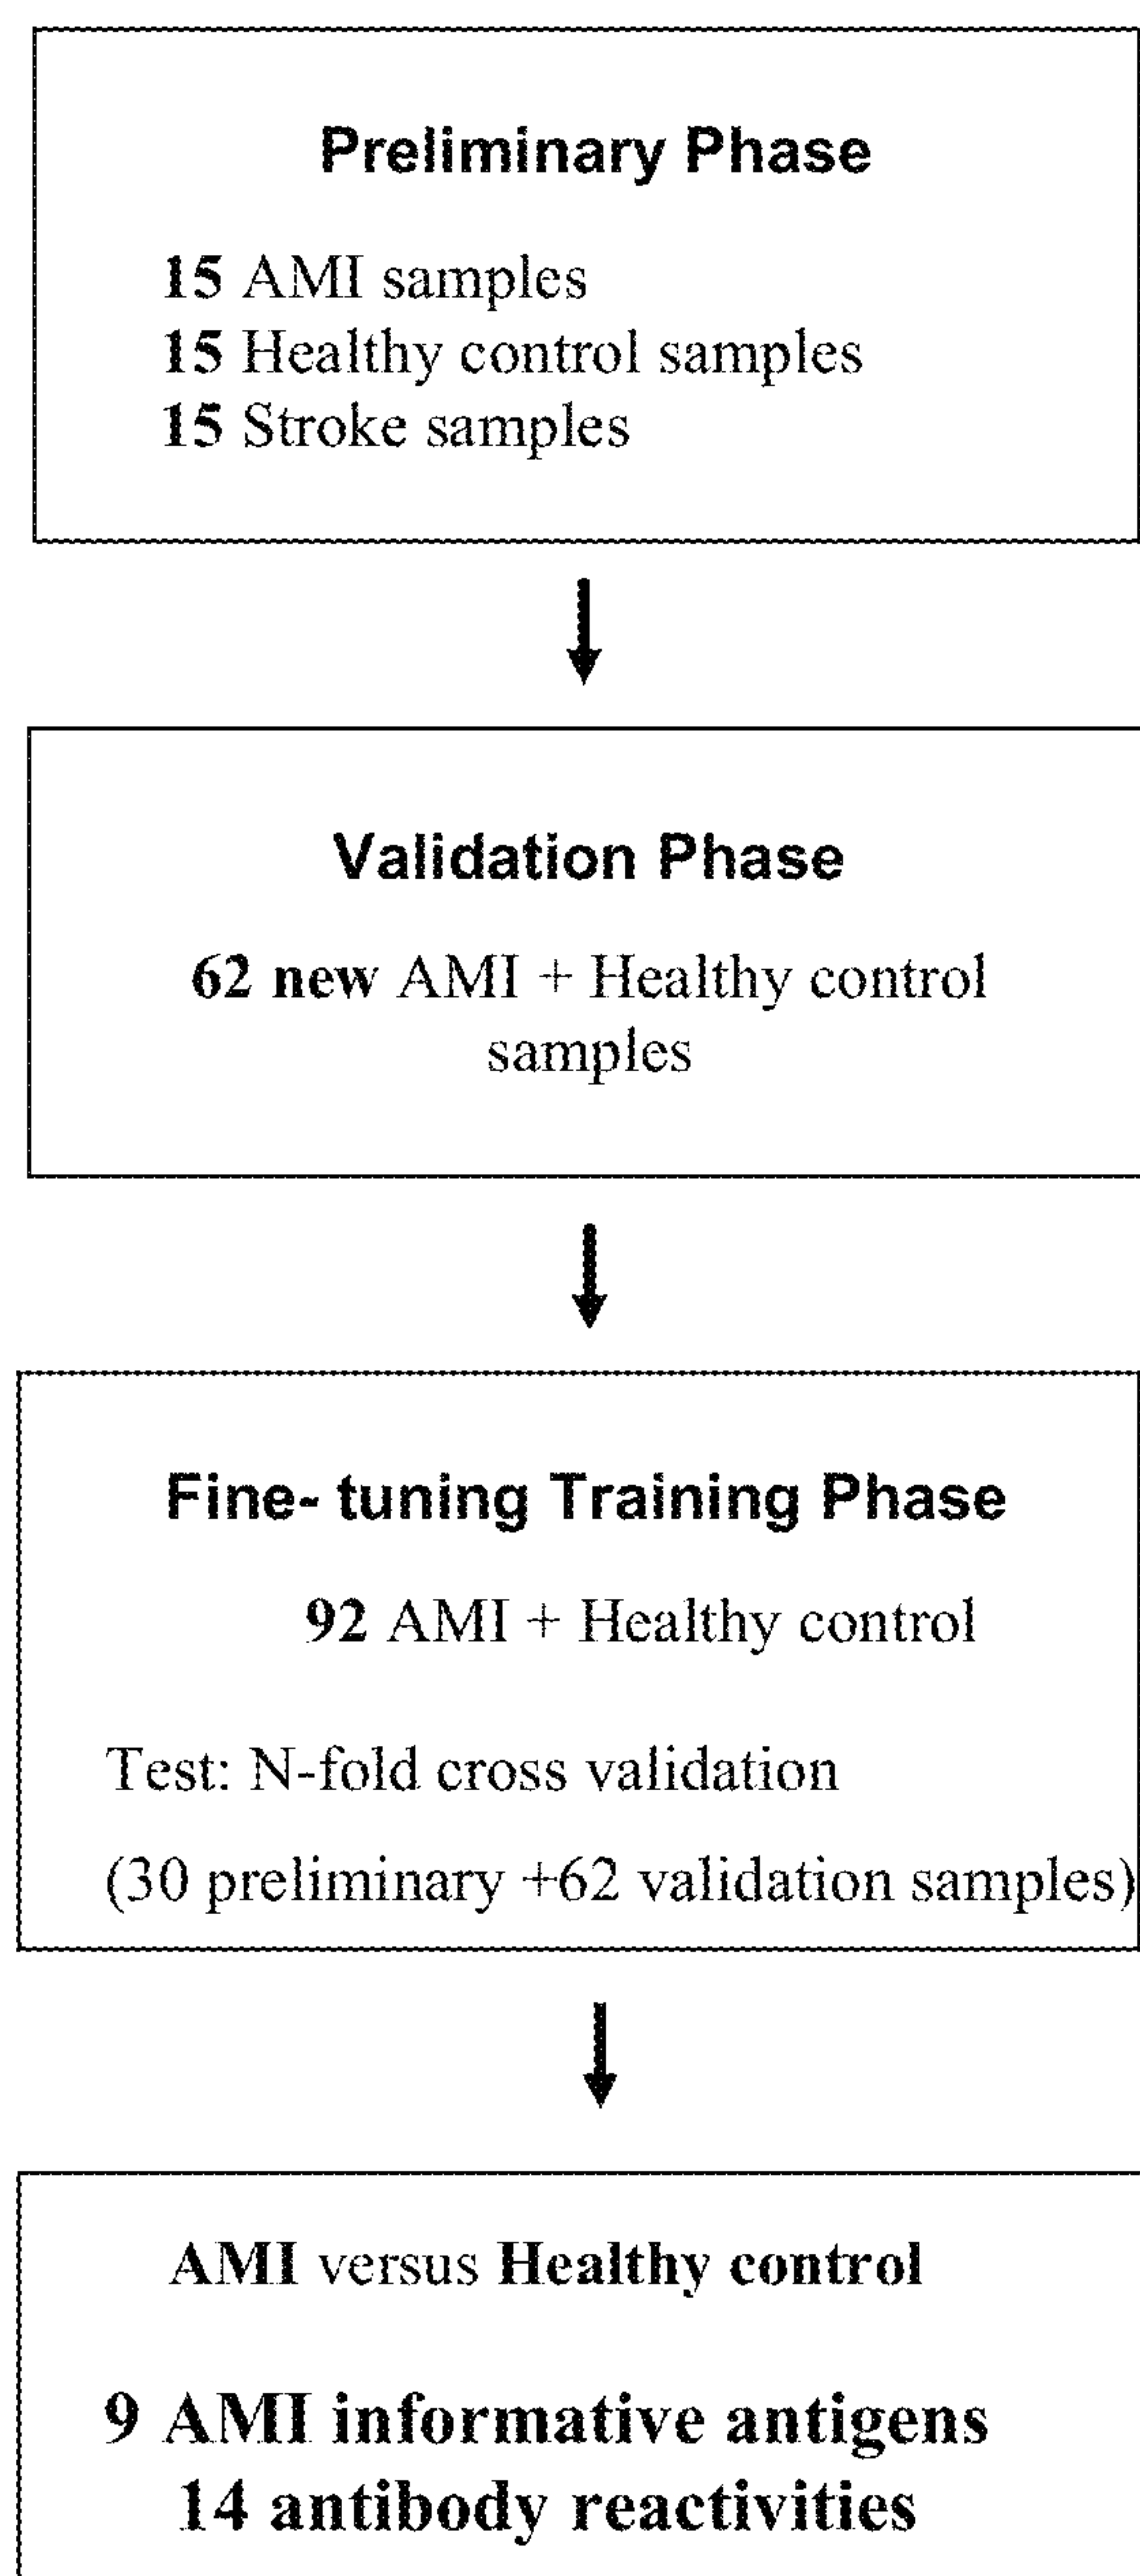 Preliminary Phase
15 AMI samples
15 Healthy control samples
15 Stroke samples
Validation Phase
62 new AMI + Healthy control
samples
Fine- tuning Training Phase
92 AMI + Healthy control
Test: N-fold cross validation
(30 preliminary +62 validation samples)
AMI versus Healthy control
9 AMI informative antigens
14 antibody reactivities